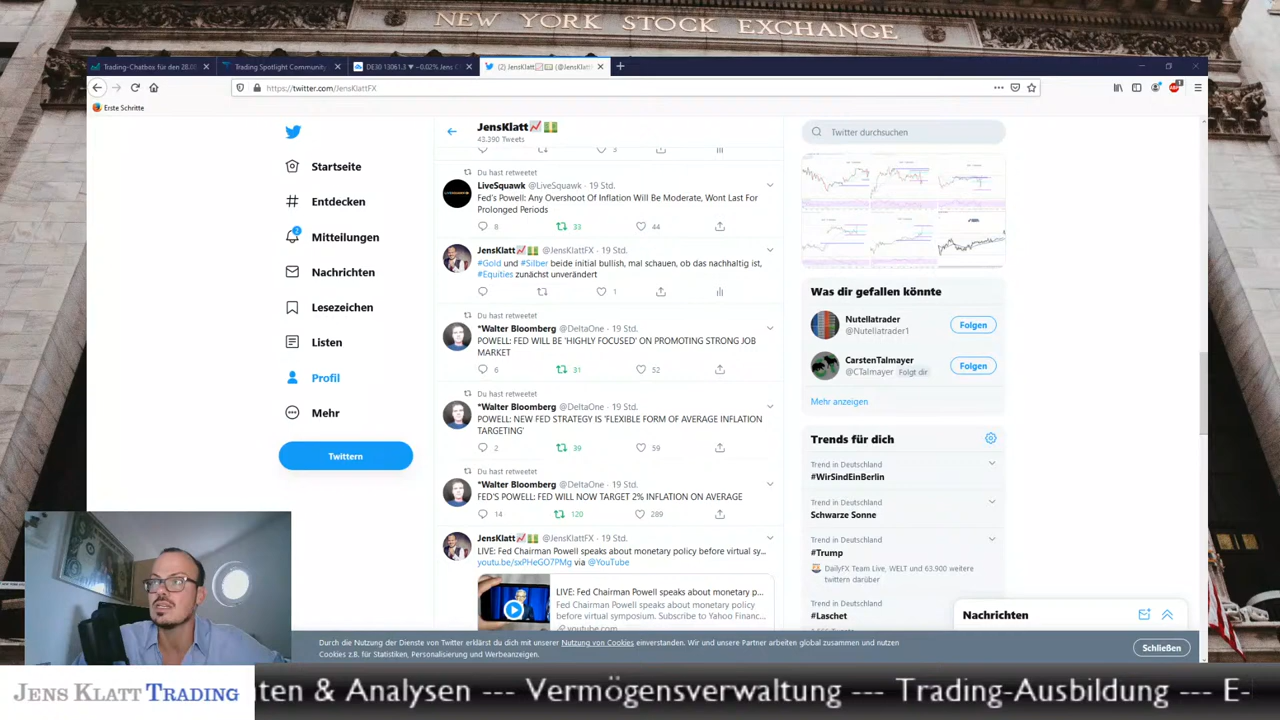 NEW YORK STOCK EXCHANGE
Trading-Chatbos für den 28.0
Trading Spotlight Community
DE30 13061.3 ▼ −0.02% Jens
(2) JensKlatt📈💵 (@JensKlatt
https://twitter.com/JensKlattFX
Erste Schritte
Startseite
Entdecken
2
Mitteilungen
Nachrichten
Lesezeichen
Listen
Profil
Mehr
Twittern
JensKlatt📈💵
43.390 Tweets
3
Du hast retweetet
LiveSquawk @LiveSquawk · 19 Std.
Fed's Powell: Any Overshoot Of Inflation Will Be Moderate, Wont Last For
Prolonged Periods
8 33 44
JensKlatt📈💵 @JensKlattFX · 19 Std.
#Gold und #Silber beide initial bullish, mal schauen, ob das nachhaltig ist,
#Equities zunächst unverändert
1
Du hast retweetet
*Walter Bloomberg @DeltaOne · 19 Std.
POWELL: FED WILL BE 'HIGHLY FOCUSED' ON PROMOTING STRONG JOB
MARKET
6 31 52
Du hast retweetet
*Walter Bloomberg @DeltaOne · 19 Std.
POWELL: NEW FED STRATEGY IS 'FLEXIBLE FORM OF AVERAGE INFLATION
TARGETING'
2 39 59
Du hast retweetet
*Walter Bloomberg @DeltaOne · 19 Std.
FED'S POWELL: FED WILL NOW TARGET 2% INFLATION ON AVERAGE
14 120 289
JensKlatt📈💵 @JensKlattFX · 19 Std.
LIVE: Fed Chairman Powell speaks about monetary policy before virtual sy...
youtu.be/sxPHeGO7PMg via @YouTube
LIVE: Fed Chairman Powell speaks about monetary p...
Fed Chairman Powell speaks about monetary policy
before virtual symposium. Subscribe to Yahoo Financ...
youtube.com
Twitter durchsuchen
Was dir gefallen könnte
Nutellatrader
@Nutellatrader1
Folgen
CarstenTalmayer
@CTalmayer Folgt dir
Folgen
Mehr anzeigen
Trends für dich
Trend in Deutschland
#WirSindEinBerlin
Trend in Deutschland
Schwarze Sonne
Trend in Deutschland
#Trump
DailyFX Team Live, WELT und 63.900 weitere
twittern darüber
Trend in Deutschland
#Laschet
Nachrichten
Durch die Nutzung der Dienste von Twitter erklärst du dich mit unserer Nutzung von Cookies einverstanden. Wir und unsere Partner arbeiten global zusammen und nutzen
Cookies z.B. für Statistiken, Personalisierung und Werbeanzeigen.
Schließen
JENS KLATT TRADING
ten & Analysen --- Vermögensverwaltung --- Trading-Ausbildung --- E-